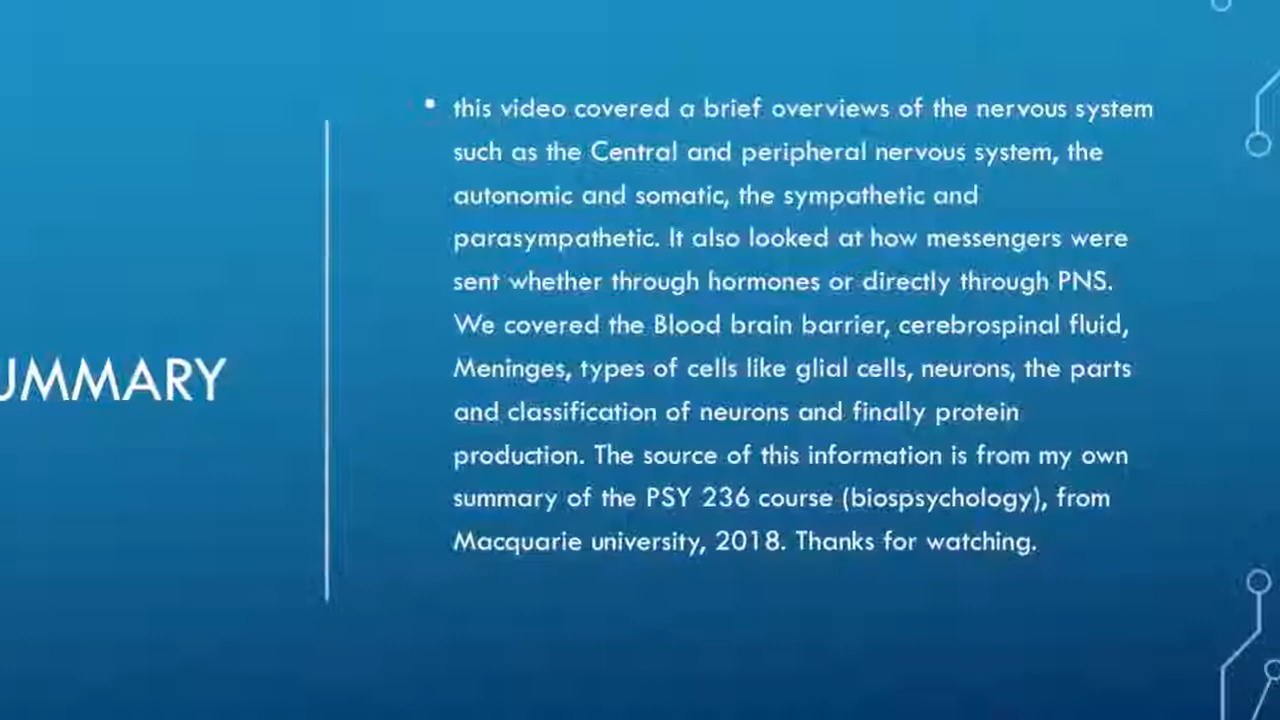 UMMARY
• this video covered a brief overviews of the nervous system
such as the Central and peripheral nervous system, the
autonomic and somatic, the sympathetic and
parasympathetic. It also looked at how messengers were
sent whether through hormones or directly through PNS.
We covered the Blood brain barrier, cerebrospinal fluid,
Meninges, types of cells like glial cells, neurons, the parts
and classification of neurons and finally protein
production. The source of this information is from my own
summary of the PSY 236 course (biospsychology), from
Macquarie university, 2018. Thanks for watching.